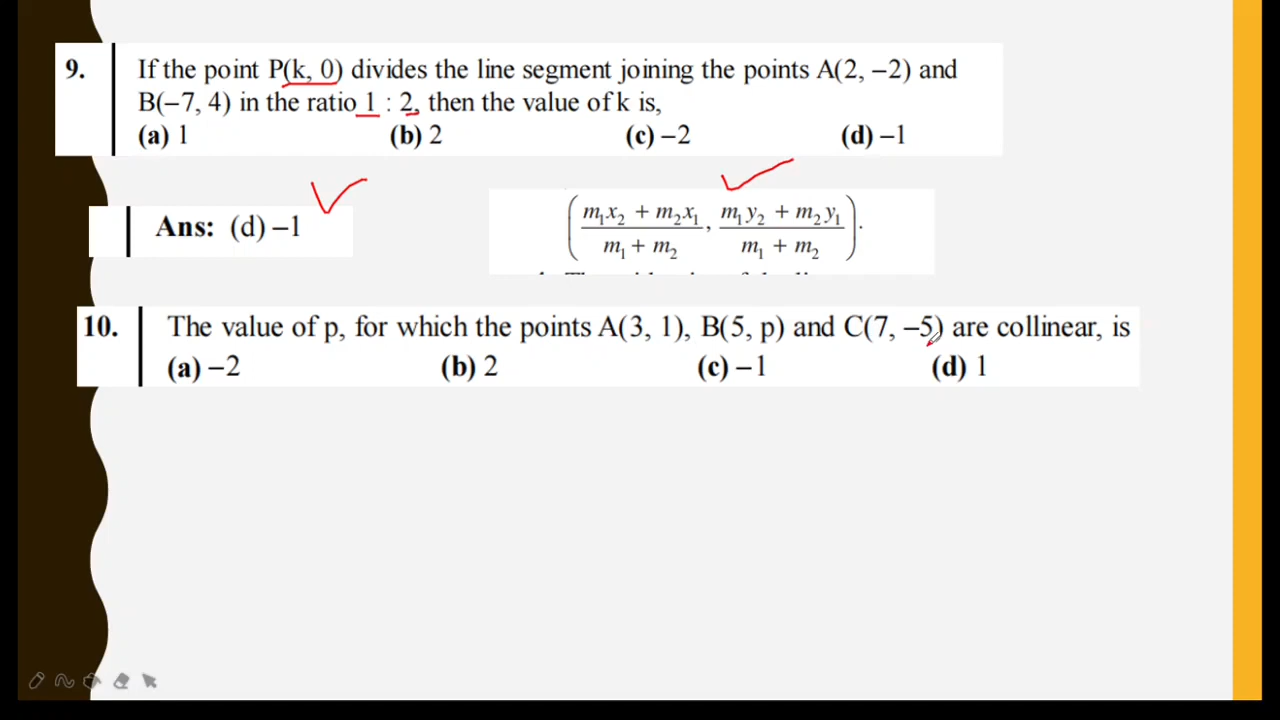 9. If the point P(k, 0) divides the line segment joining the points A(2, −2) and
B(−7, 4) in the ratio 1 : 2, then the value of k is,
(a) 1 (b) 2 (c) −2 (d) −1
Ans: (d) −1
(m₁x₂ + m₂x₁ / m₁ + m₂, m₁y₂ + m₂y₁ / m₁ + m₂).
10. The value of p, for which the points A(3, 1), B(5, p) and C(7, −5) are collinear, is
(a) −2 (b) 2 (c) −1 (d) 1